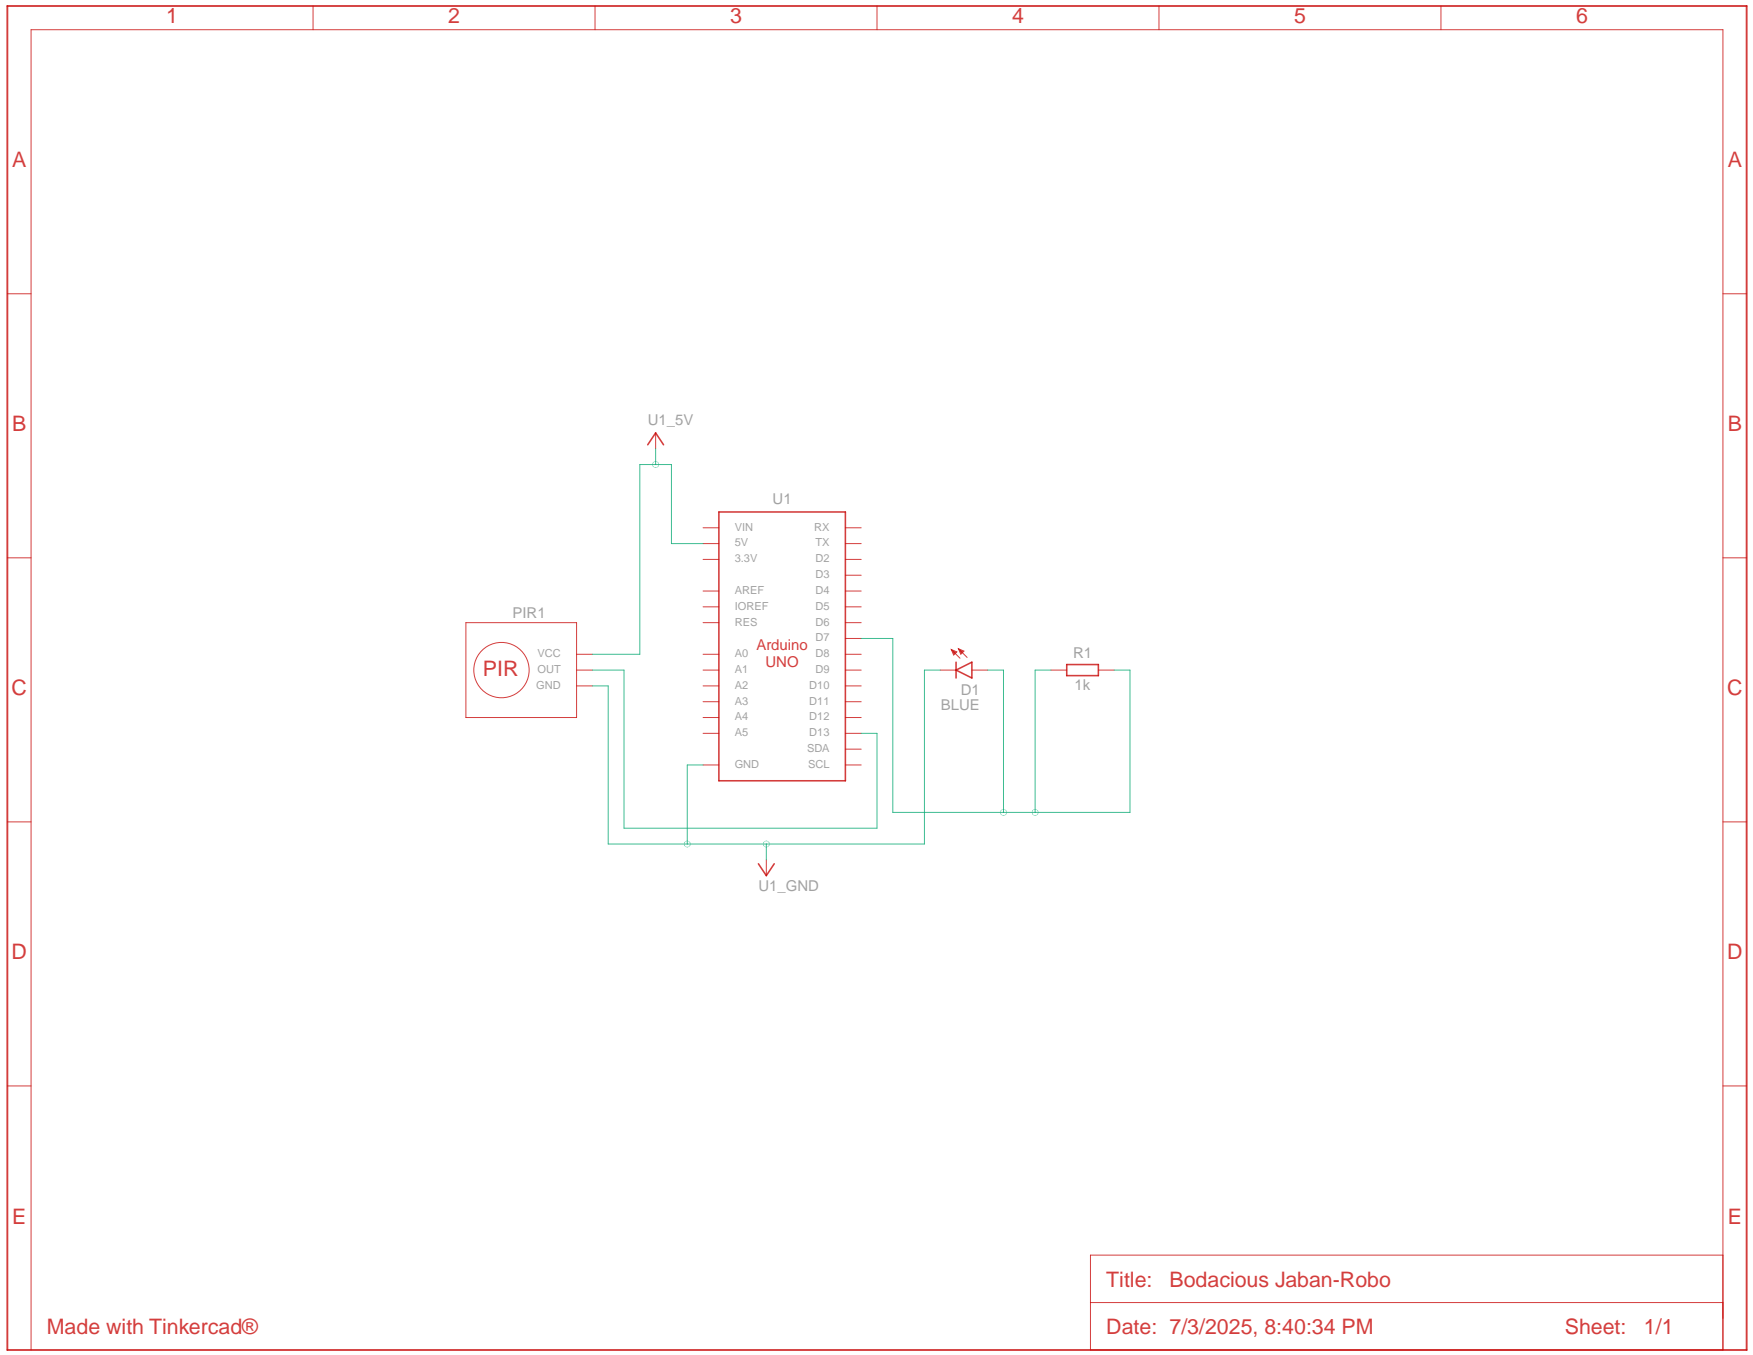 1 2 3 4 5 6
A A
B B
U1_5V
U1
VIN RX
5V TX
3.3V D2
D3
AREF D4
IOREF D5
RES D6
D7
Arduino
UNO
A0 D8
A1 D9
A2 D10
A3 D11
A4 D12
A5 D13
SDA
GND SCL
PIR1
PIR
VCC
OUT
GND
D1
BLUE
R1
1k
C C
U1_GND
D D
E E
Title: Bodacious Jaban-Robo
Date: 7/3/2025, 8:40:34 PM Sheet: 1/1
Made with Tinkercad®